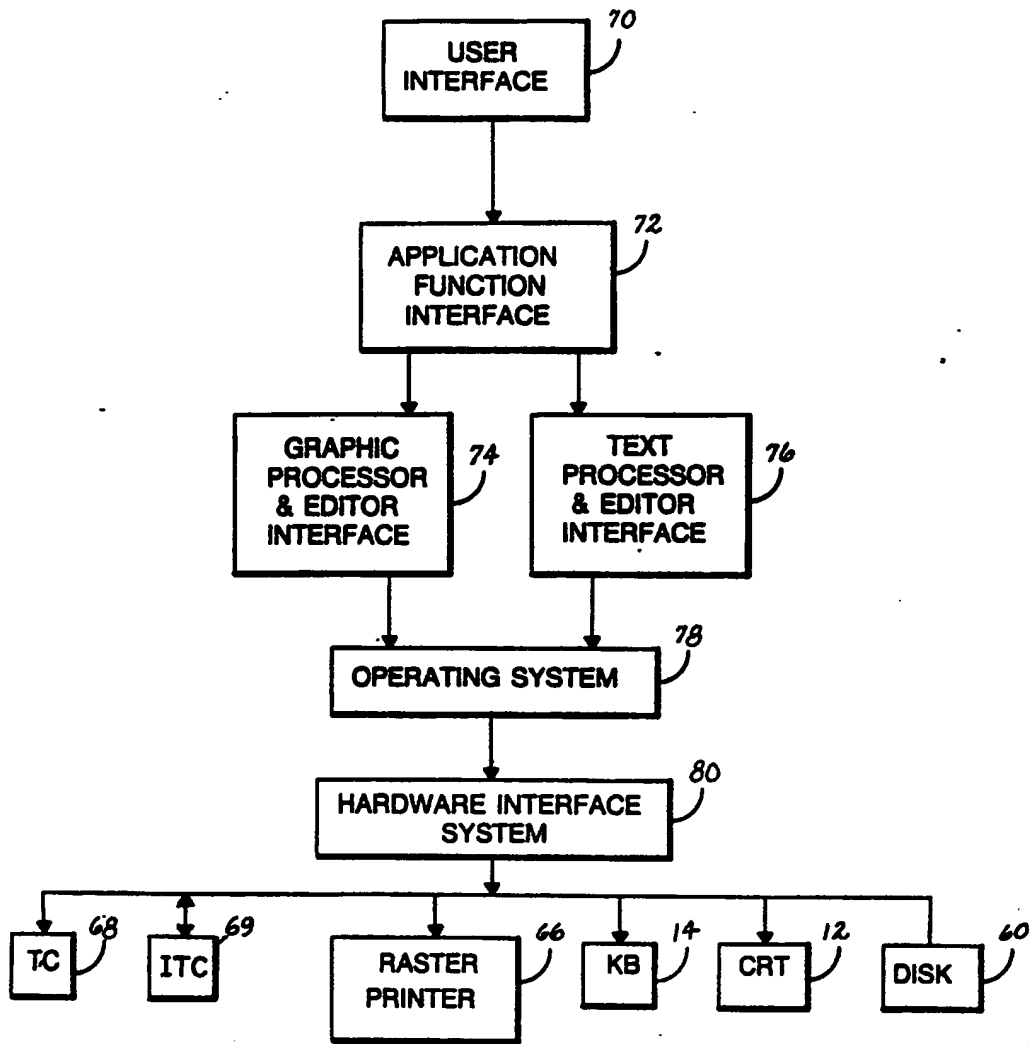 70
USER
INTERFACE
72
APPLICATION
FUNCTION
INTERFACE
GRAPHIC
PROCESSOR
& EDITOR
INTERFACE
74
TEXT
PROCESSOR
& EDITOR
INTERFACE
76
OPERATING SYSTEM
78
HARDWARE INTERFACE
SYSTEM
80
TC
68
ITC
69
RASTER
PRINTER
66
KB
14
CRT
12
DISK
60